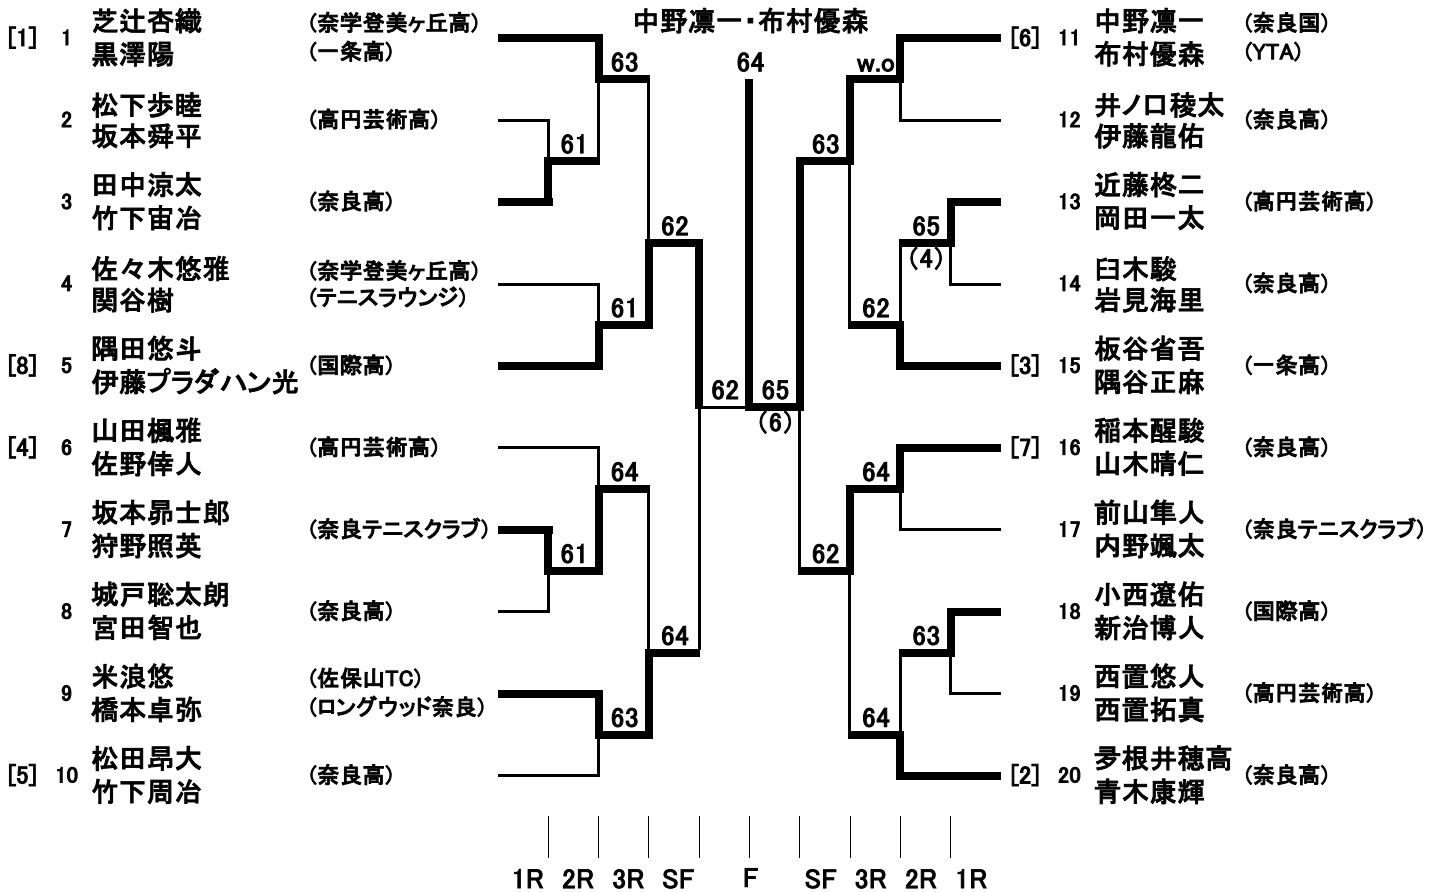 中野凛一・布村優森
64
[1] 1 芝辻杏織 (奈学登美ヶ丘高)
黒澤陽 (一条高)
2 松下歩睦 (高円芸術高)
坂本舜平
3 田中涼太 (奈良高)
竹下宙冶
4 佐々木悠雅 (奈学登美ヶ丘高)
関谷樹 (テニスラウンジ)
[8] 5 隅田悠斗 (国際高)
伊藤プラダハン光
[4] 6 山田楓雅 (高円芸術高)
佐野倖人
7 坂本昴士郎 (奈良テニスクラブ)
狩野照英
8 城戸聡太朗 (奈良高)
宮田智也
9 米浪悠 (佐保山TC)
橋本卓弥 (ロングウッド奈良)
[5] 10 松田昂大 (奈良高)
竹下周冶
63
61
62
61
62
64
61
64
63
65
(6)
w.o
63
65
(4)
62
64
62
63
64
[6] 11 中野凛一 (奈良国)
布村優森 (YTA)
12 井ノ口稜太 (奈良高)
伊藤龍佑
13 近藤柊二 (高円芸術高)
岡田一太
14 臼木駿 (奈良高)
岩見海里
[3] 15 板谷省吾 (一条高)
隅谷正麻
[7] 16 稲本醒駿 (奈良高)
山木晴仁
17 前山隼人 (奈良テニスクラブ)
内野颯太
18 小西遼佑 (国際高)
新治博人
19 西置悠人 (高円芸術高)
西置拓真
[2] 20 夛根井穂高 (奈良高)
青木康輝
1R 2R 3R SF F SF 3R 2R 1R